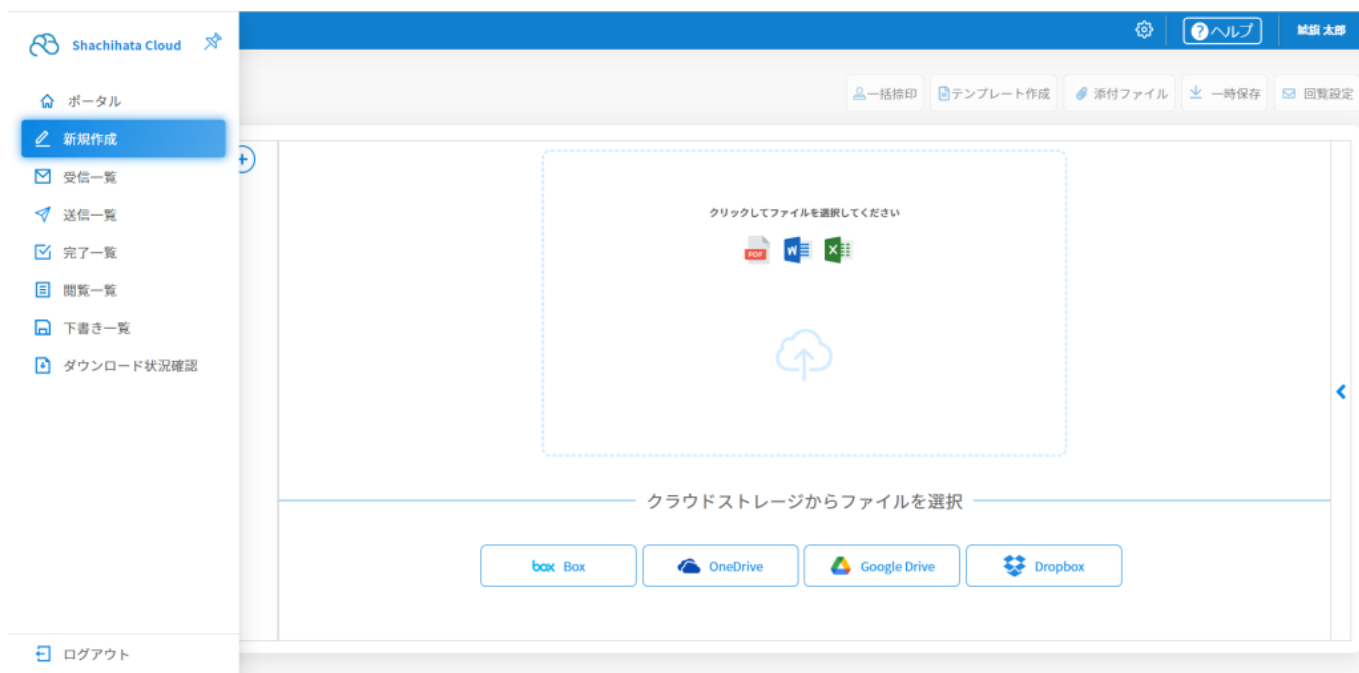 Shachihata Cloud
ヘルプ
鯱旗 太郎
ポータル
新規作成
受信一覧
送信一覧
完了一覧
閲覧一覧
下書き一覧
ダウンロード状況確認
ログアウト
一括捺印
テンプレート作成
添付ファイル
一時保存
回覧設定
クリックしてファイルを選択してください
PDF
W
X
クラウドストレージからファイルを選択
box Box
OneDrive
Google Drive
Dropbox